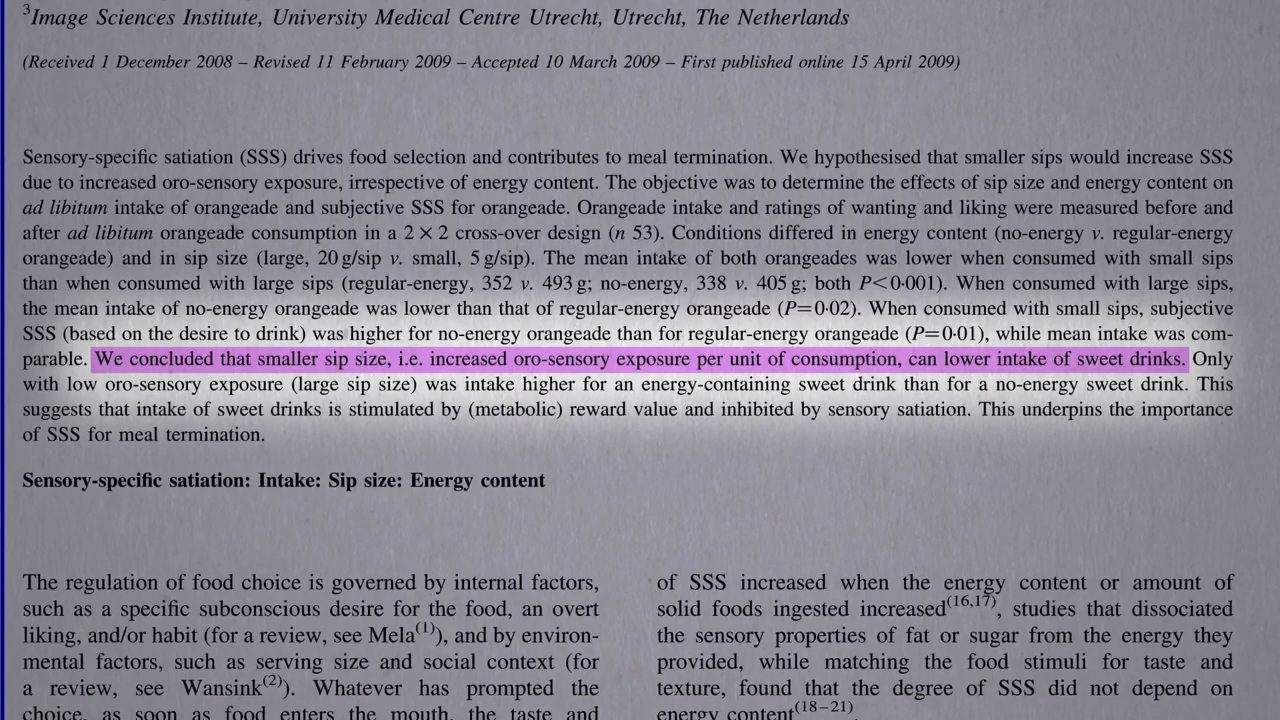 ³Image Sciences Institute, University Medical Centre Utrecht, Utrecht, The Netherlands
(Received 1 December 2008 – Revised 11 February 2009 – Accepted 10 March 2009 – First published online 15 April 2009)
Sensory-specific satiation (SSS) drives food selection and contributes to meal termination. We hypothesised that smaller sips would increase SSS
due to increased oro-sensory exposure, irrespective of energy content. The objective was to determine the effects of sip size and energy content on
ad libitum intake of orangeade and subjective SSS for orangeade. Orangeade intake and ratings of wanting and liking were measured before and
after ad libitum orangeade consumption in a 2 × 2 cross-over design (n 53). Conditions differed in energy content (no-energy v. regular-energy
orangeade) and in sip size (large, 20 g/sip v. small, 5 g/sip). The mean intake of both orangeades was lower when consumed with small sips
than when consumed with large sips (regular-energy, 352 v. 493 g; no-energy, 338 v. 405 g; both P<0·001). When consumed with large sips,
the mean intake of no-energy orangeade was lower than that of regular-energy orangeade (P=0·02). When consumed with small sips, subjective
SSS (based on the desire to drink) was higher for no-energy orangeade than for regular-energy orangeade (P=0·01), while mean intake was com-
parable. We concluded that smaller sip size, i.e. increased oro-sensory exposure per unit of consumption, can lower intake of sweet drinks. Only
with low oro-sensory exposure (large sip size) was intake higher for an energy-containing sweet drink than for a no-energy sweet drink. This
suggests that intake of sweet drinks is stimulated by (metabolic) reward value and inhibited by sensory satiation. This underpins the importance
of SSS for meal termination.
Sensory-specific satiation: Intake: Sip size: Energy content
The regulation of food choice is governed by internal factors,
such as a specific subconscious desire for the food, an overt
liking, and/or habit (for a review, see Mela⁽¹⁾), and by environ-
mental factors, such as serving size and social context (for
a review, see Wansink⁽²⁾). Whatever has prompted the
choice, as soon as food enters the mouth, the taste and
of SSS increased when the energy content or amount of
solid foods ingested increased⁽¹⁶,¹⁷⁾, studies that dissociated
the sensory properties of fat or sugar from the energy they
provided, while matching the food stimuli for taste and
texture, found that the degree of SSS did not depend on
energy content⁽¹⁸⁻²¹⁾.